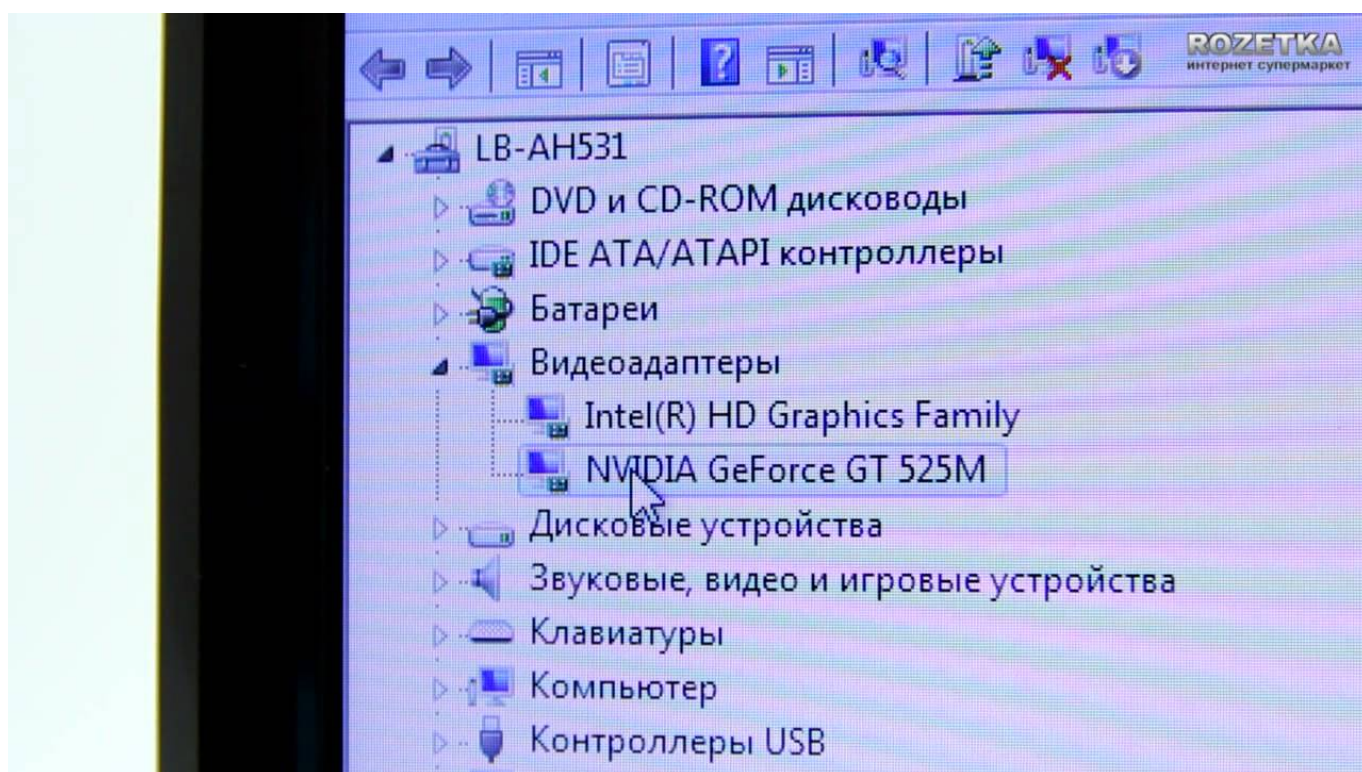 ROZETKA
интернет супермаркет
LB-AH531
DVD и CD-ROM дисководы
IDE ATA/ATAPI контроллеры
Батареи
Видеоадаптеры
Intel(R) HD Graphics Family
NVIDIA GeForce GT 525M
Дисковые устройства
Звуковые, видео и игровые устройства
Клавиатуры
Компьютер
Контроллеры USB